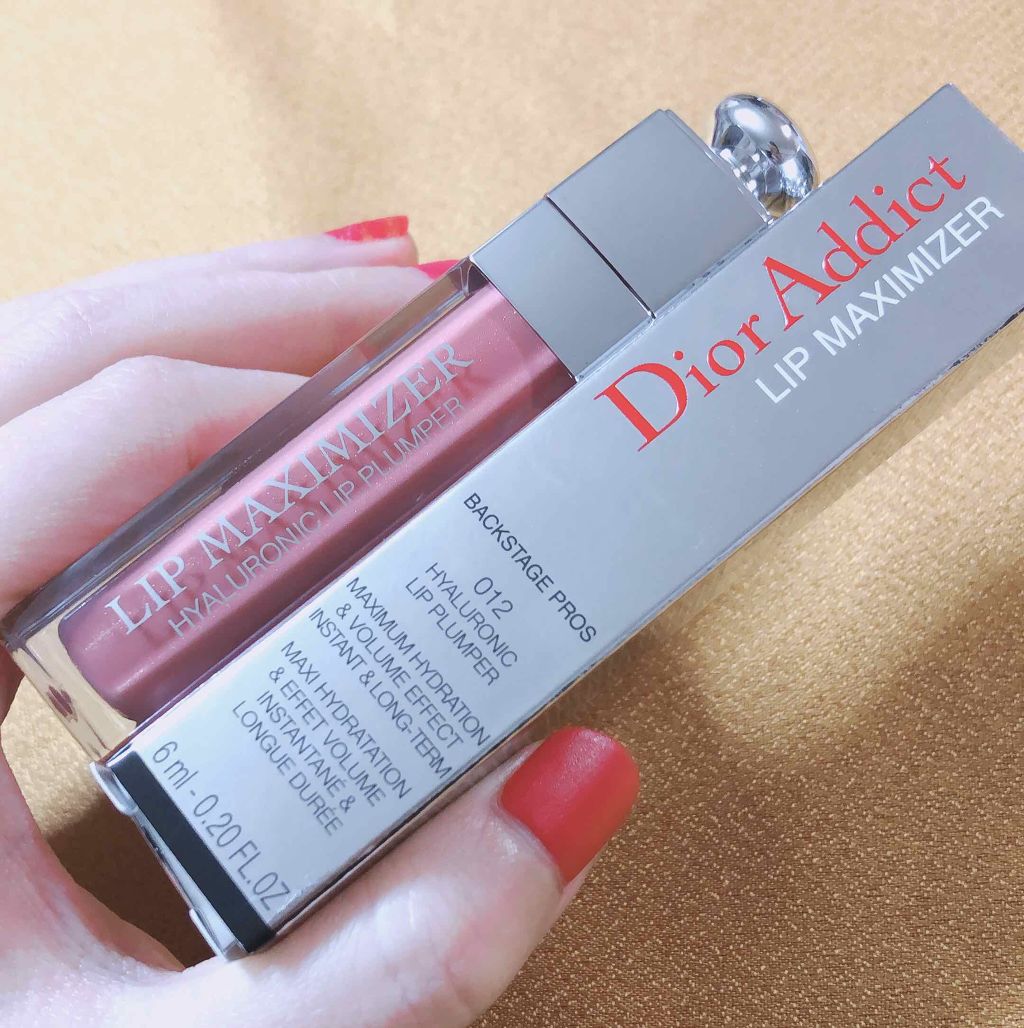 LIP MAXIMIZER
HYALURONIC LIP PLUMPER
Dior Addict
LIP MAXIMIZER
BACKSTAGE PROS
012
HYALURONIC
LIP PLUMPER
MAXIMUM HYDRATION
& VOLUME EFFECT
INSTANT & LONG-TERM
MAXI HYDRATATION
& EFFET VOLUME
INSTANTANÉ &
LONGUE DURÉE
6 ml - 0.20 FL.OZ